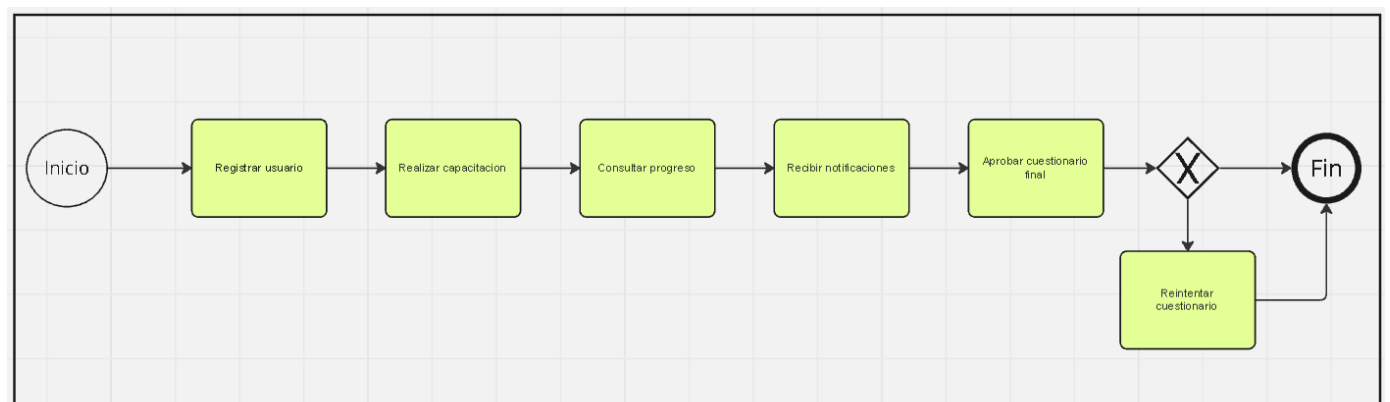 Inicio
Registrar usuario
Realizar capacitacion
Consultar progreso
Recibir notificaciones
Aprobar cuestionario
final
X
Fin
Reintentar
cuestionario